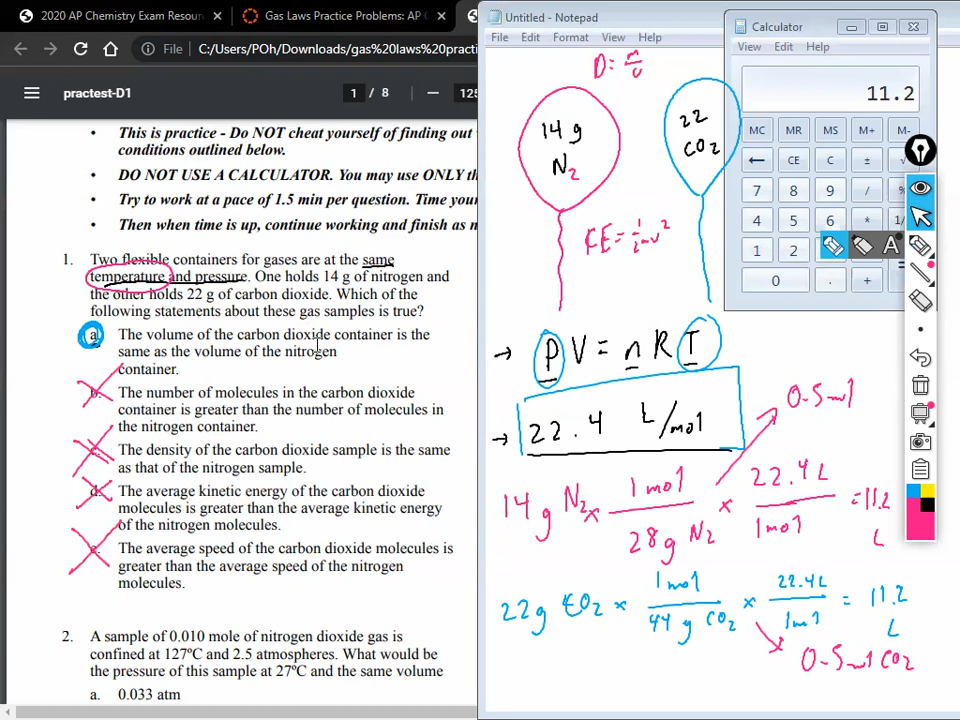 2020 AP Chemistry Exam Resour
Gas Laws Practice Problems: AP C
File
C:/Users/POh/Downloads/gas%20laws%20practi
practest-D1
1 / 8
125
• This is practice - Do NOT cheat yourself of finding out
conditions outlined below.
• DO NOT USE A CALCULATOR. You may use ONLY th
• Try to work at a pace of 1.5 min per question. Time your
• Then when time is up, continue working and finish as n
1. Two flexible containers for gases are at the same
temperature and pressure. One holds 14 g of nitrogen and
the other holds 22 g of carbon dioxide. Which of the
following statements about these gas samples is true?
a. The volume of the carbon dioxide container is the
same as the volume of the nitrogen
container.
b. The number of molecules in the carbon dioxide
container is greater than the number of molecules in
the nitrogen container.
c. The density of the carbon dioxide sample is the same
as that of the nitrogen sample.
d. The average kinetic energy of the carbon dioxide
molecules is greater than the average kinetic energy
of the nitrogen molecules.
e. The average speed of the carbon dioxide molecules is
greater than the average speed of the nitrogen
molecules.
2. A sample of 0.010 mole of nitrogen dioxide gas is
confined at 127ºC and 2.5 atmospheres. What would be
the pressure of this sample at 27ºC and the same volume
a. 0.033 atm
Untitled - Notepad
File Edit Format View Help
D = m/v
14 g
N2
22
CO2
KE = 1/2 mv²
→ PV = nRT
→ 22.4 L/mol
0.5 mol
14 g N2 x 1 mol / 28 g N2 x 22.4 L / 1 mol = 11.2 L
22 g CO2 x 1 mol / 44 g CO2 x 22.4 L / 1 mol = 11.2 L
0.5 mol CO2
Calculator
View Edit Help
11.2
MC MR MS M+ M-
← CE C ± √
7 8 9 / %
4 5 6 * 1/
1 2 =
0 . +
A